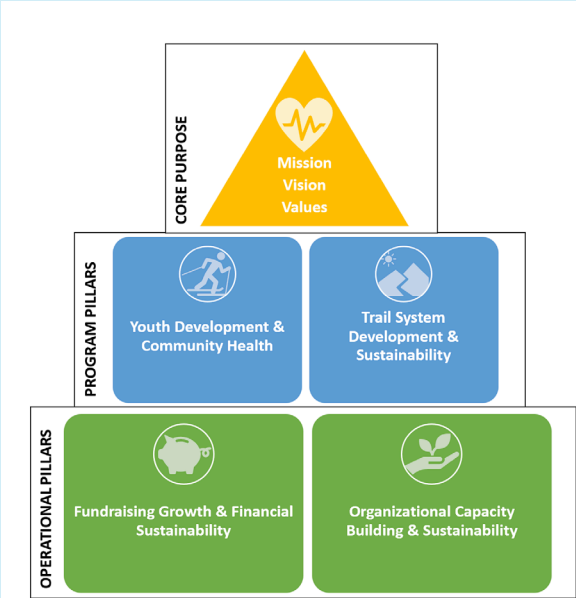 CORE PURPOSE
Mission
Vision
Values
PROGRAM PILLARS
Youth Development &
Community Health
Trail System
Development &
Sustainability
OPERATIONAL PILLARS
Fundraising Growth & Financial
Sustainability
Organizational Capacity
Building & Sustainability